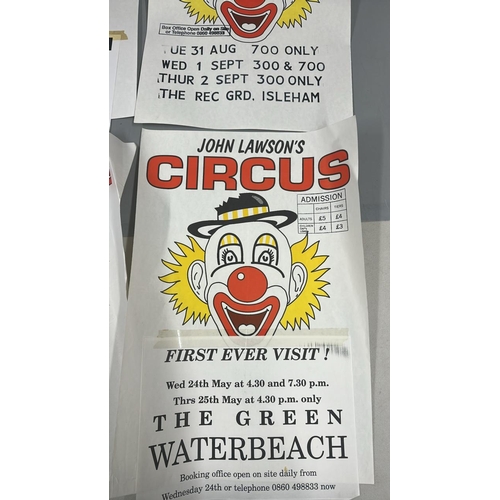 Box Office Open Daily on Site
or Telephone 0860 498833
TUE 31 AUG 700 ONLY
WED 1 SEPT 300 & 700
THUR 2 SEPT 300 ONLY
THE REC GRD. ISLEHAM
JOHN LAWSON'S
CIRCUS
ADMISSION
CHAIRS
ADULTS £5 £4
£4 £3
FIRST EVER VISIT !
Wed 24th May at 4.30 and 7.30 p.m.
Thrs 25th May at 4.30 p.m. only
THE GREEN
WATERBEACH
Booking office open on site daily from
Wednesday 24th or telephone 0860 498833 now